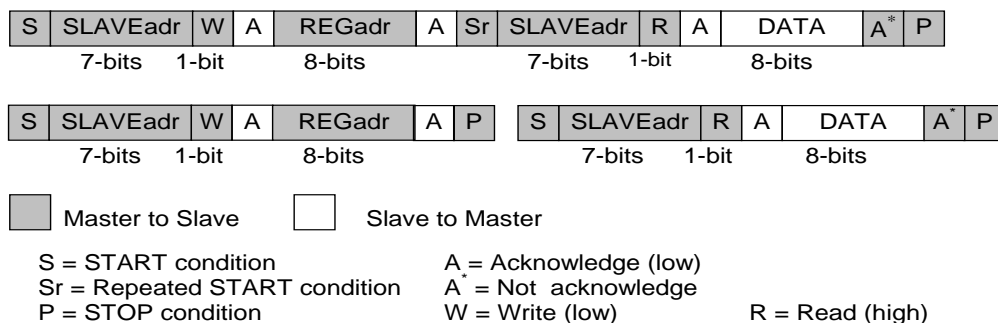 S SLAVEadr W A REGadr A Sr SLAVEadr R A DATA A* P
7-bits 1-bit 8-bits 7-bits 1-bit 8-bits
S SLAVEadr W A REGadr A P S SLAVEadr R A DATA A* P
7-bits 1-bit 8-bits 7-bits 1-bit 8-bits
Master to Slave Slave to Master
S = START condition A = Acknowledge (low)
Sr = Repeated START condition A* = Not acknowledge
P = STOP condition W = Write (low) R = Read (high)